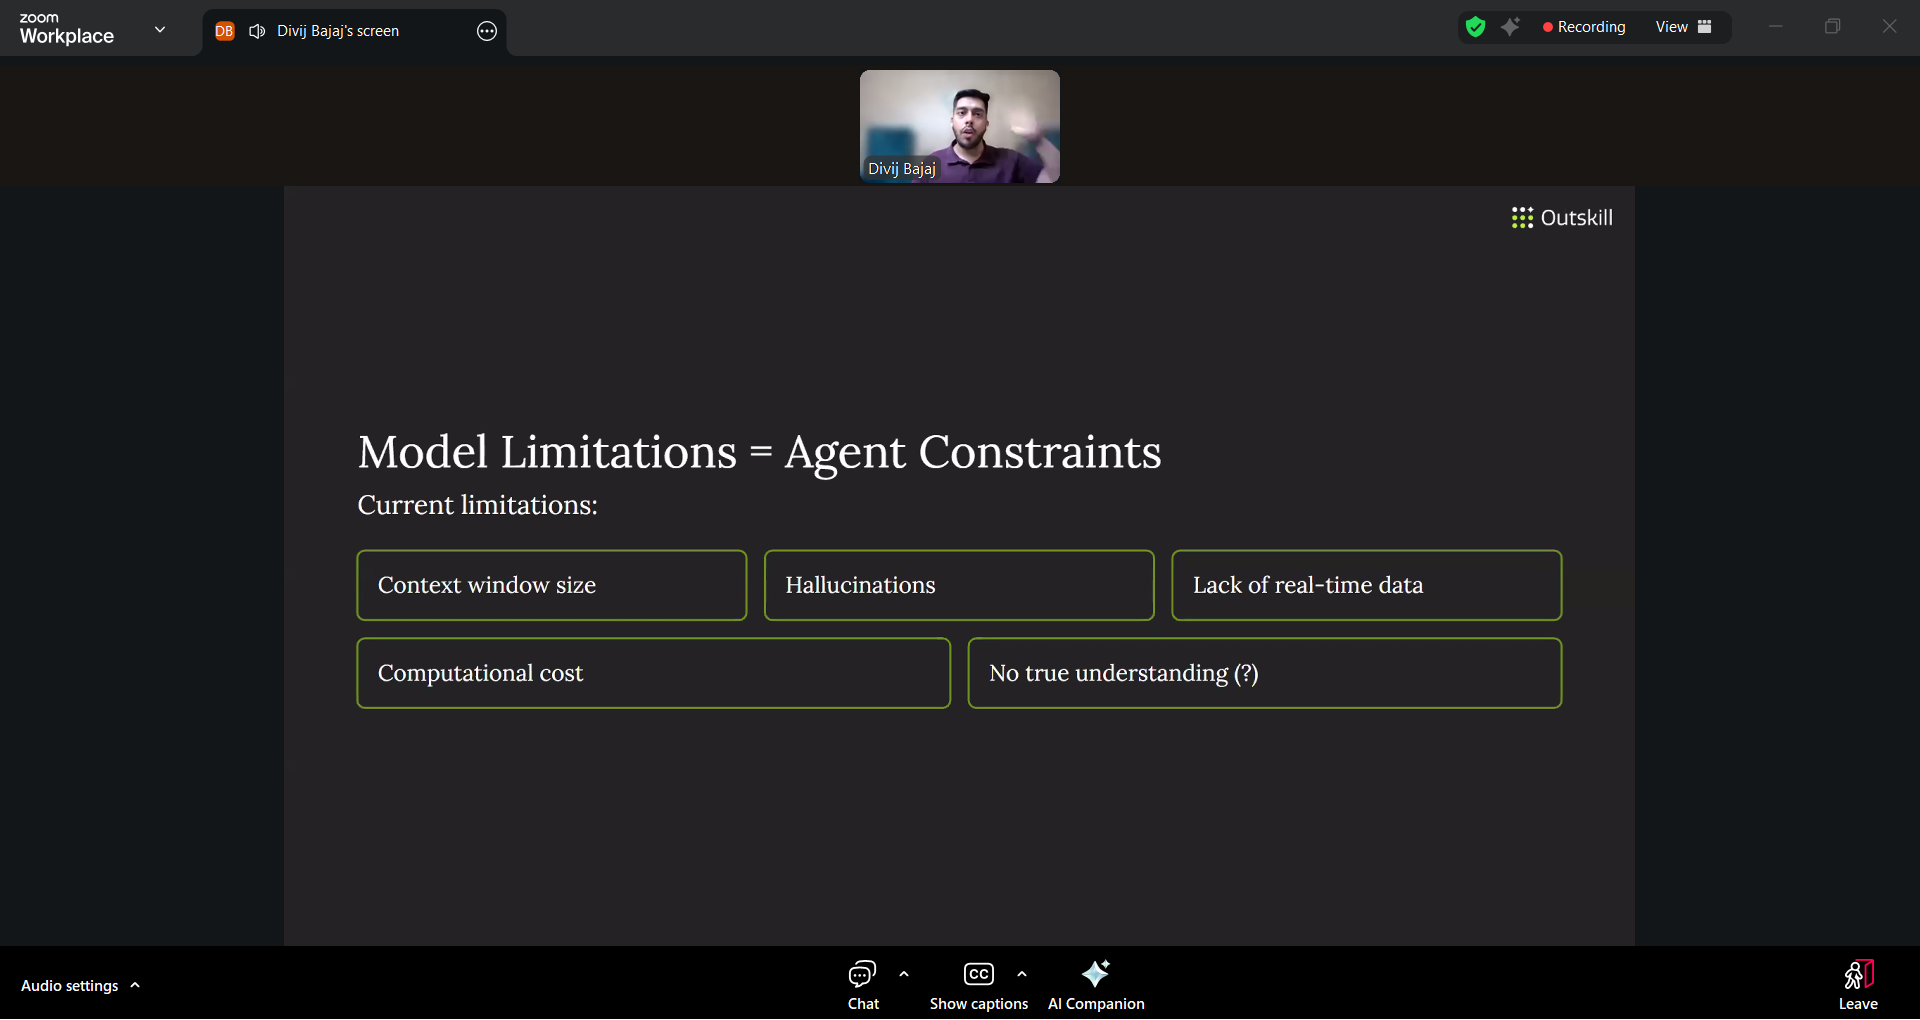 zoom
Workplace
DB
Divij Bajaj's screen
Recording
View
Divij Bajaj
Outskill
Model Limitations = Agent Constraints
Current limitations:
Context window size
Hallucinations
Lack of real-time data
Computational cost
No true understanding (?)
Audio settings
Chat
CC
Show captions
AI Companion
Leave